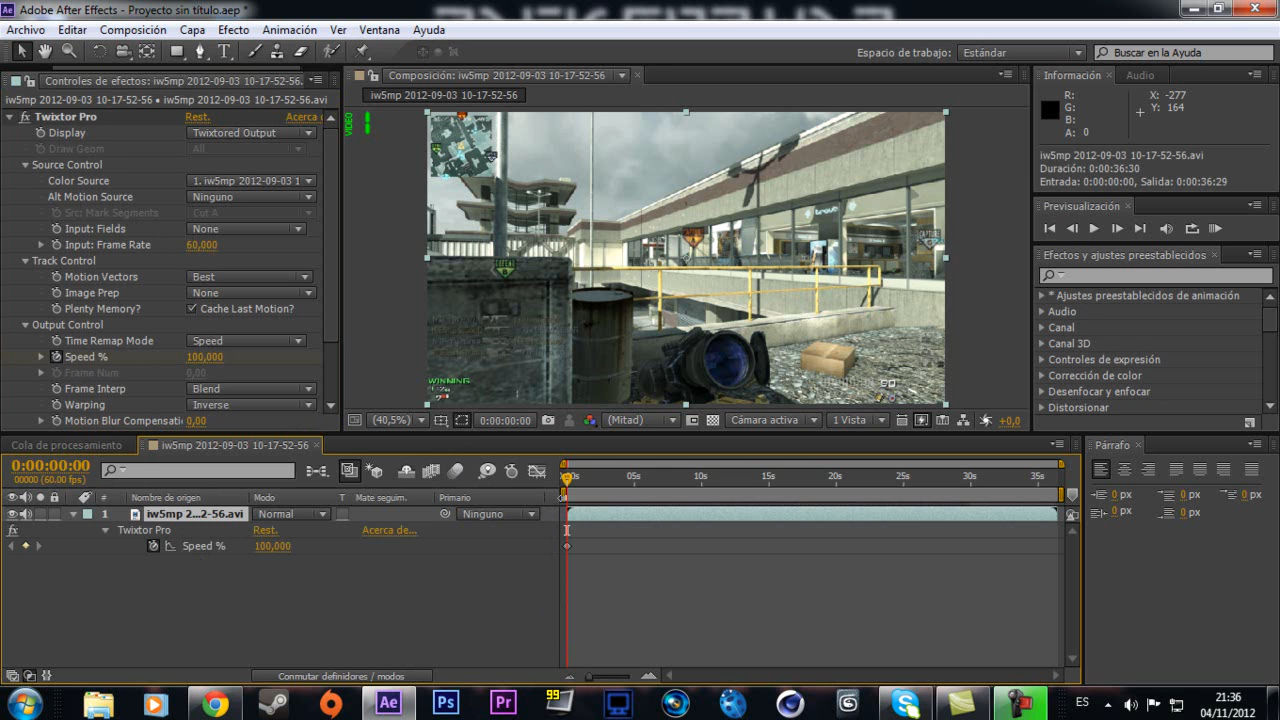 Adobe After Effects - Proyecto sin título.aep *
Archivo Editar Composición Capa Efecto Animación Ver Ventana Ayuda
Espacio de trabajo: Estándar Buscar en la Ayuda
Controles de efectos: iw5mp 2012-09-03 10-17-52-56.
iw5mp 2012-09-03 10-17-52-56 • iw5mp 2012-09-03 10-17-52-56.avi
Twixtor Pro Rest. Acerca d
Display Twixtored Output
Draw Geom All
Source Control
Color Source 1. iw5mp 2012-09-03 1
Alt Motion Source Ninguno
Src: Mark Segments Cut A
Input: Fields None
Input: Frame Rate 60,000
Track Control
Motion Vectors Best
Image Prep None
Plenty Memory? Cache Last Motion?
Output Control
Time Remap Mode Speed
Speed % 100,000
Frame Num 0,00
Frame Interp Blend
Warping Inverse
Motion Blur Compensati 0,00
Composición: iw5mp 2012-09-03 10-17-52-56
iw5mp 2012-09-03 10-17-52-56
VIDEO
CAPTURE
WINNING
(40,5%) 0:00:00:00 (Mitad) Cámara activa 1 Vista +0,0
Información Audio
R:
G:
B:
A: 0
X: -277
Y: 164
iw5mp 2012-09-03 10-17-52-56.avi
Duración: 0:00:36:30
Entrada: 0:00:00:00, Salida: 0:00:36:29
Previsualización
Efectos y ajustes preestablecidos
* Ajustes preestablecidos de animación
Audio
Canal
Canal 3D
Controles de expresión
Corrección de color
Desenfocar y enfocar
Distorsionar
Cola de procesamiento iw5mp 2012-09-03 10-17-52-56
0:00:00:00
00000 (60.00 fps)
05s 10s 15s 20s 25s 30s 35s
# Nombre de origen Modo T Mate seguim. Primario
1 iw5mp 2...2-56.avi Normal Ninguno
fx Twixtor Pro Rest. Acerca de...
Speed % 100,000
Conmutar definidores / modos
Párrafo
0 px 0 px 0 px
0 px 0 px
Ae Ps Pr 99
ES
21:36
04/11/2012